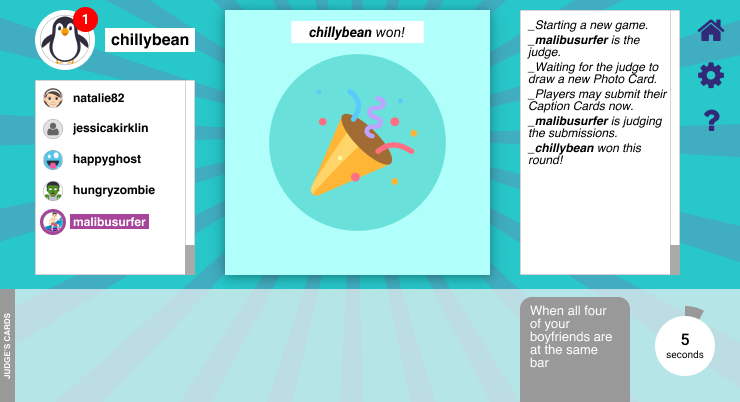 1
chillybean
natalie82
jessicakirklin
happyghost
hungryzombie
malibusurfer
chillybean won!
_Starting a new game.
_malibusurfer is the
judge.
_Waiting for the judge to
draw a new Photo Card.
_Players may submit their
Caption Cards now.
_malibusurfer is judging
the submissions.
_chillybean won this
round!
?
JUDGE'S CARDS
When all four
of your
boyfriends are
at the same
bar
5
seconds